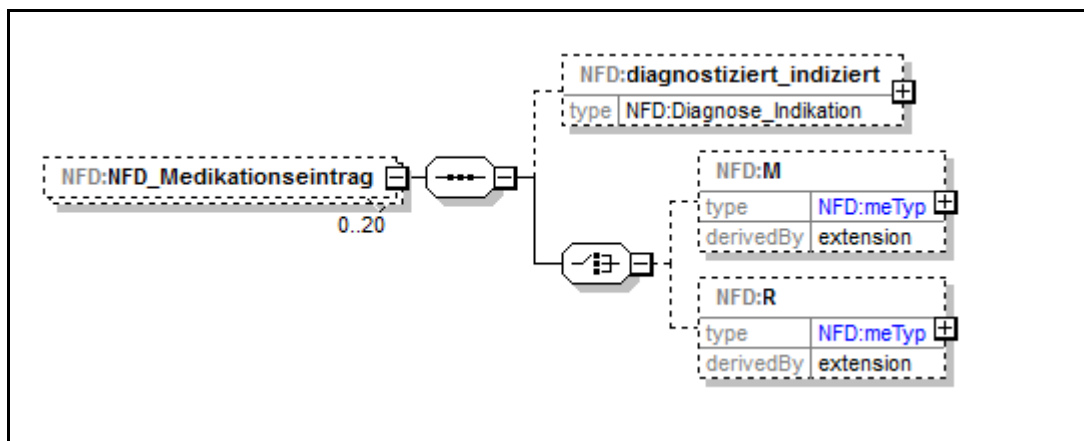 NFD:diagnostiziert_indiziert
type NFD:Diagnose_Indikation
NFD:NFD_Medikationseintrag
0..20
NFD:M
type NFD:meTyp
derivedBy extension
NFD:R
type NFD:meTyp
derivedBy extension